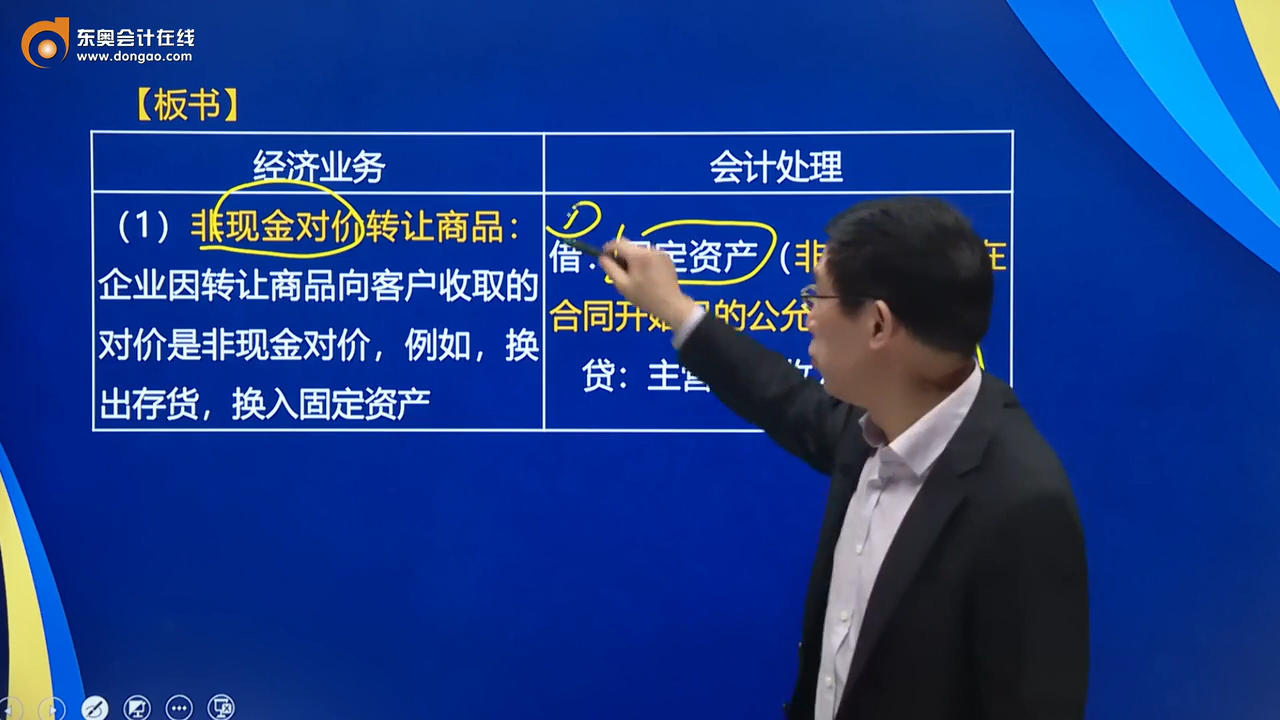 东奥会计在线
www.dongao.com
【板书】
经济业务
会计处理
（1）非现金对价转让商品：
企业因转让商品向客户收取的
对价是非现金对价，例如，换
出存货，换入固定资产
借：固定资产（非 在
合同开始日的公允
贷：主营